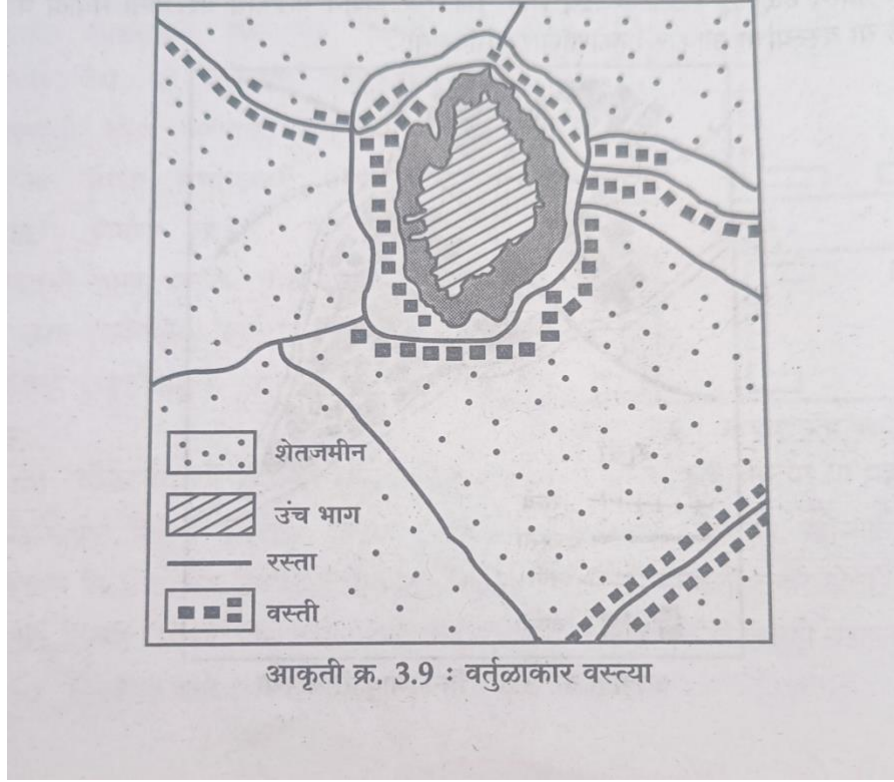 शेतजमीन
उंच भाग
रस्ता
वस्ती
आकृती क्र. 3.9 : वर्तुळाकार वस्त्या